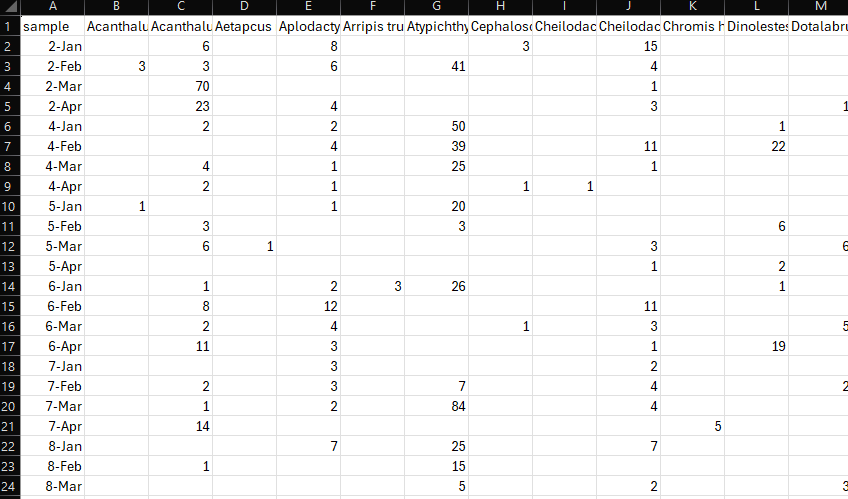 A B C D E F G H I J K L M
1 sample Acanthalu Acanthalu Aetapcus Aplodacty Arripis tru Atypichthy Cephalosc Cheilodac Cheilodac Chromis h Dinolestes Dotalabru
2 2-Jan 6 8 3 15
3 2-Feb 3 3 6 41 4
4 2-Mar 70 1
5 2-Apr 23 4 3 1
6 4-Jan 2 2 50 1
7 4-Feb 4 39 11 22
8 4-Mar 4 1 25 1
9 4-Apr 2 1 1 1
10 5-Jan 1 1 20
11 5-Feb 3 3 6
12 5-Mar 6 1 3 6
13 5-Apr 1 2
14 6-Jan 1 2 3 26 1
15 6-Feb 8 12 11
16 6-Mar 2 4 1 3 5
17 6-Apr 11 3 1 19
18 7-Jan 3 2
19 7-Feb 2 3 7 4 2
20 7-Mar 1 2 84 4
21 7-Apr 14 5
22 8-Jan 7 25 7
23 8-Feb 1 15
24 8-Mar 5 2 3